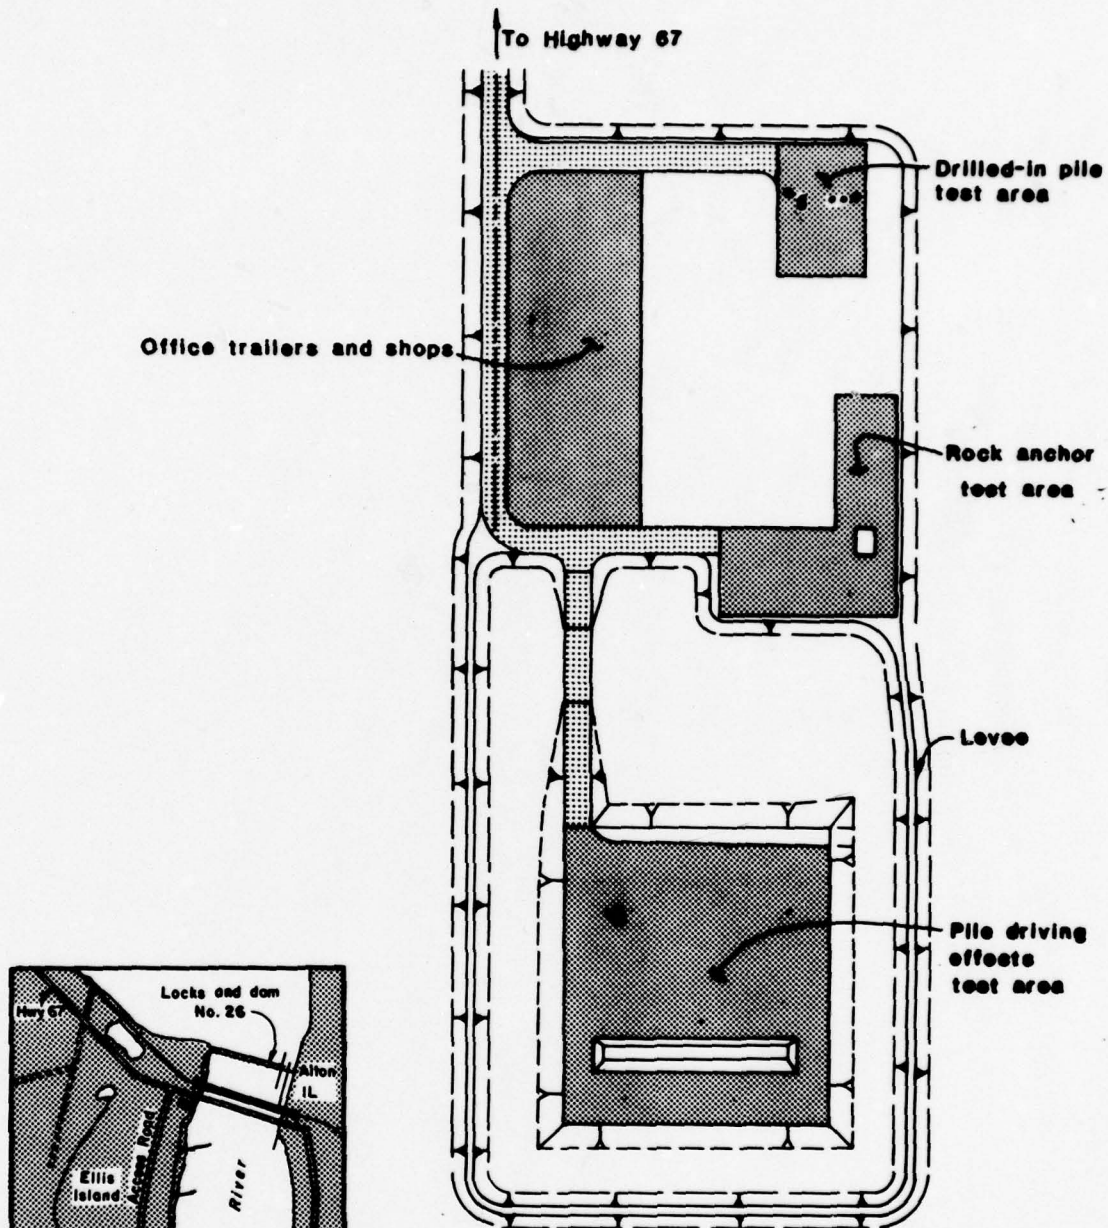 To Highway 67
Drilled-in pile
test area
Office trailers and shops
Rock anchor
test area
Levee
Pile driving
effects
test area
Locks and dam
No. 26
Hwy 67
Alton
IL
Access Road
Ellis
Island
River